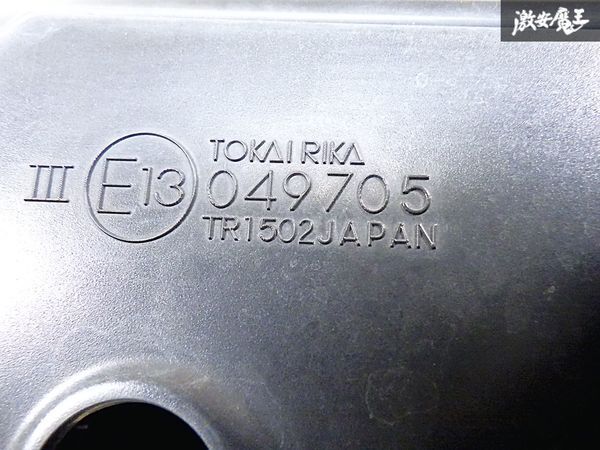 激安魔王
TOKAI RIKA
III E13 049705
TR1502JAPAN